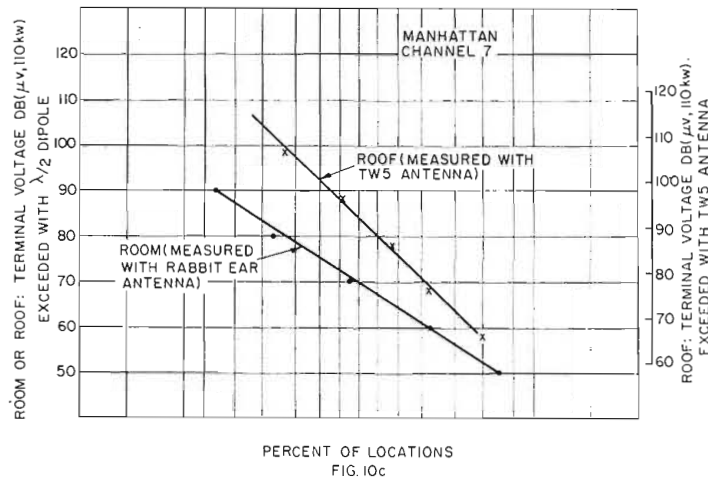 MANHATTAN
CHANNEL 7
ROOM OR ROOF: TERMINAL VOLTAGE DB(μv,110kw)
EXCEEDED WITH λ/2 DIPOLE
120
110
100
90
80
70
60
50
ROOF(MEASURED WITH
TW5 ANTENNA)
ROOM(MEASURED
WITH RABBIT EAR
ANTENNA)
120
110
100
90
80
70
60
ROOF: TERMINAL VOLTAGE DB(μv,110kw).
EXCEEDED WITH TW5 ANTENNA
PERCENT OF LOCATIONS
FIG. 10c